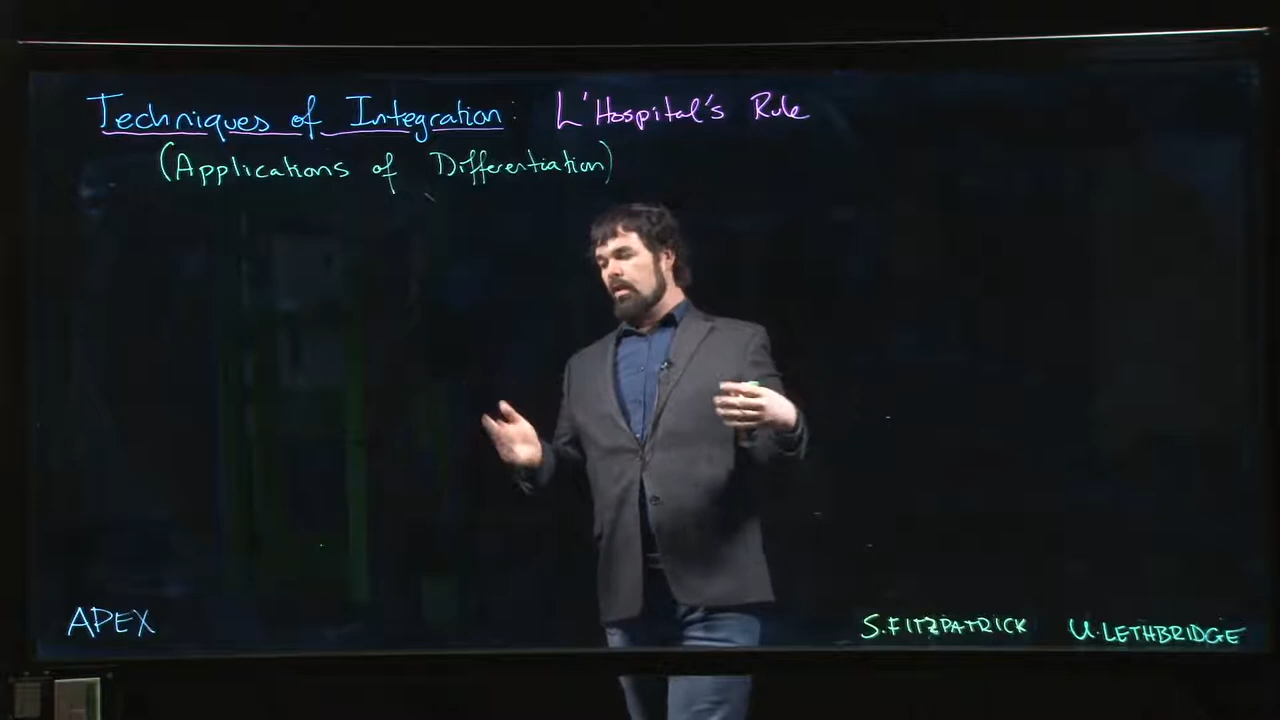 Techniques of Integration: L'Hospital's Rule
(Applications of Differentiation)
APEX
S. FITZPATRICK U. LETHBRIDGE